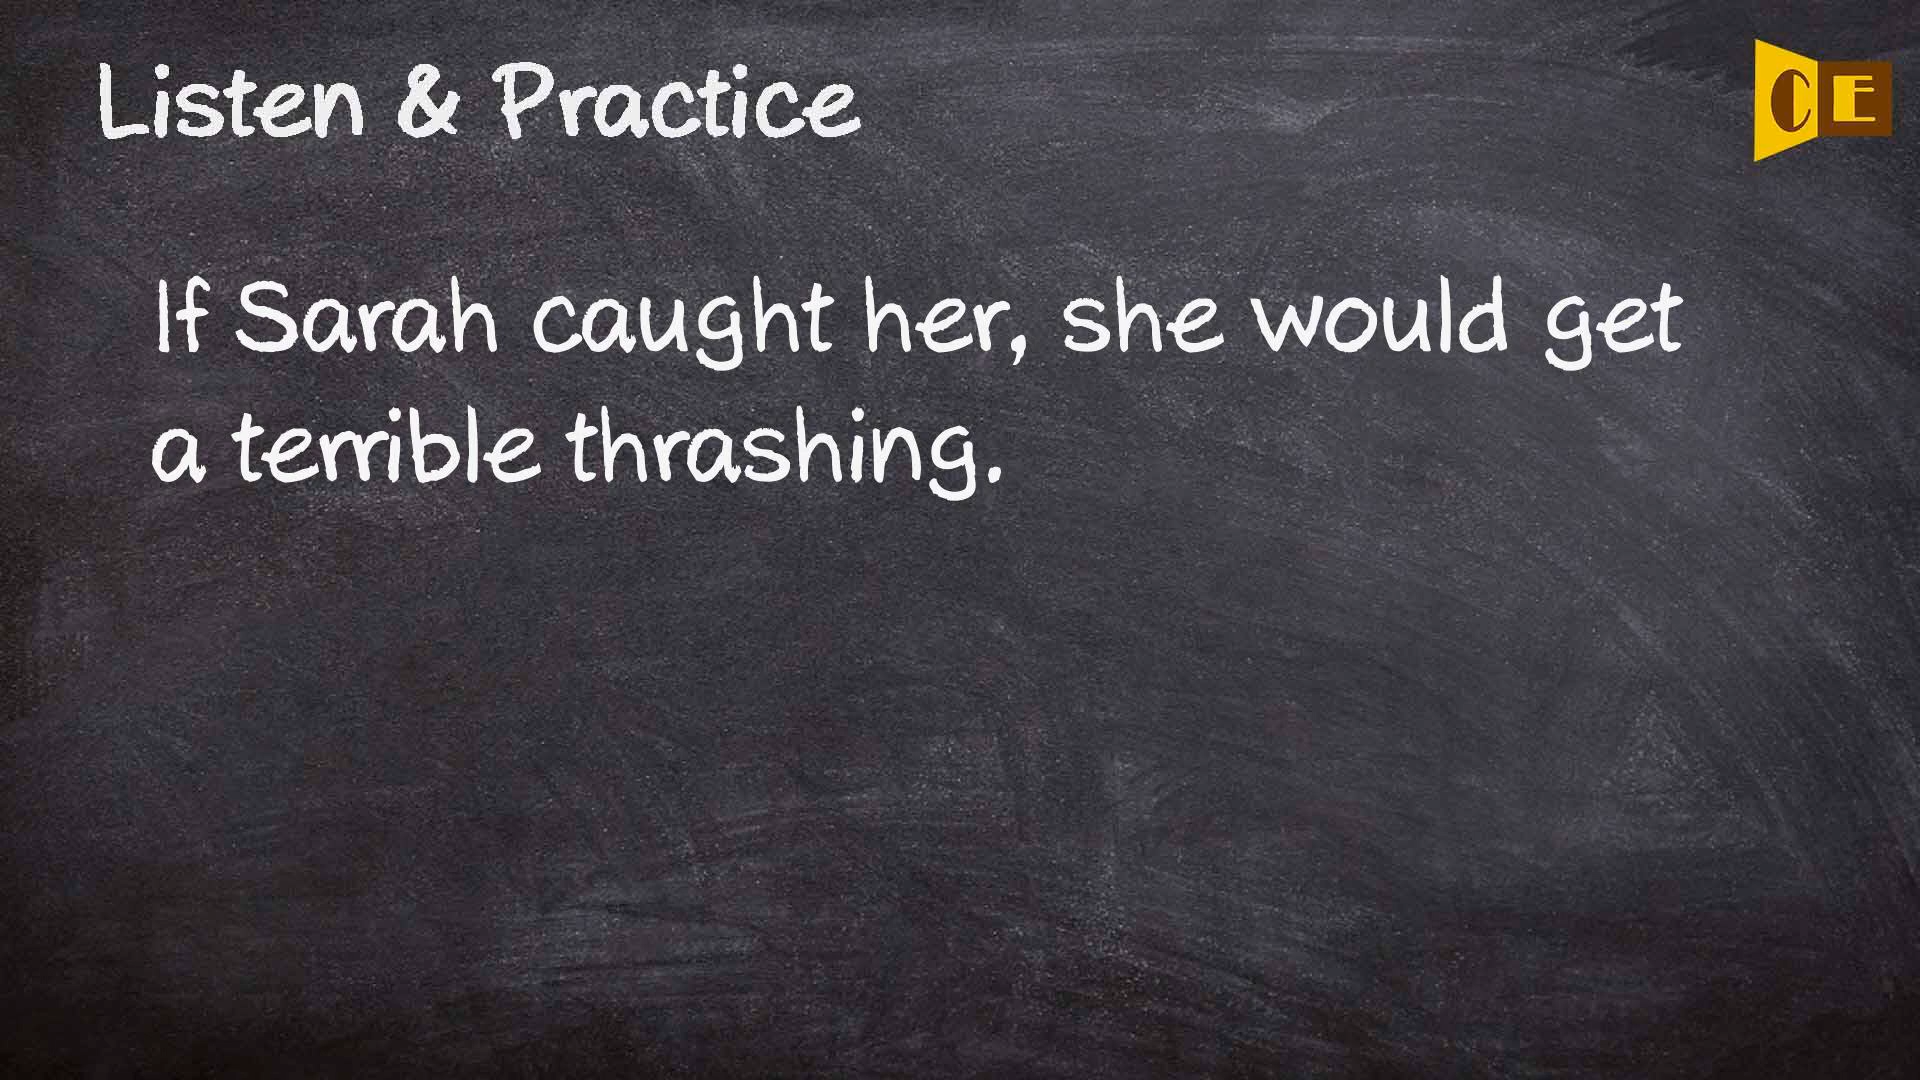 Listen & Practice
CE
If Sarah caught her, she would get
a terrible thrashing.